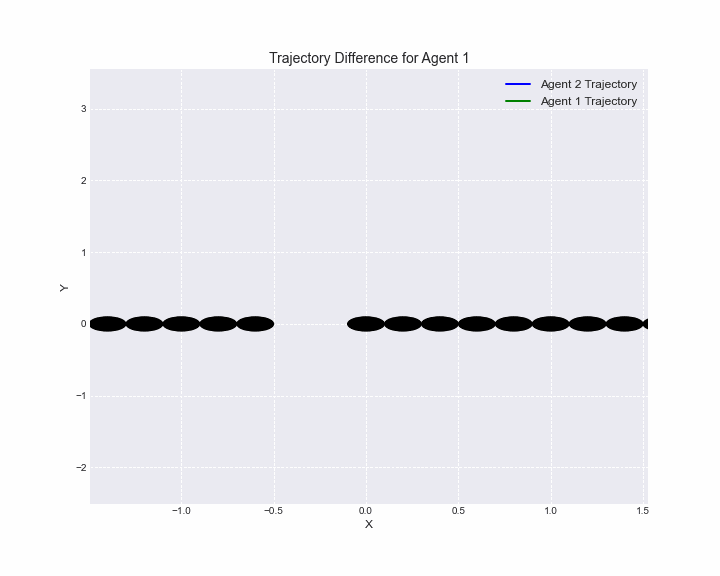 Trajectory Difference for Agent 1
Agent 2 Trajectory
Agent 1 Trajectory
3
2
1
0
−1
−2
Y
−1.0 −0.5 0.0 0.5 1.0 1.5
X